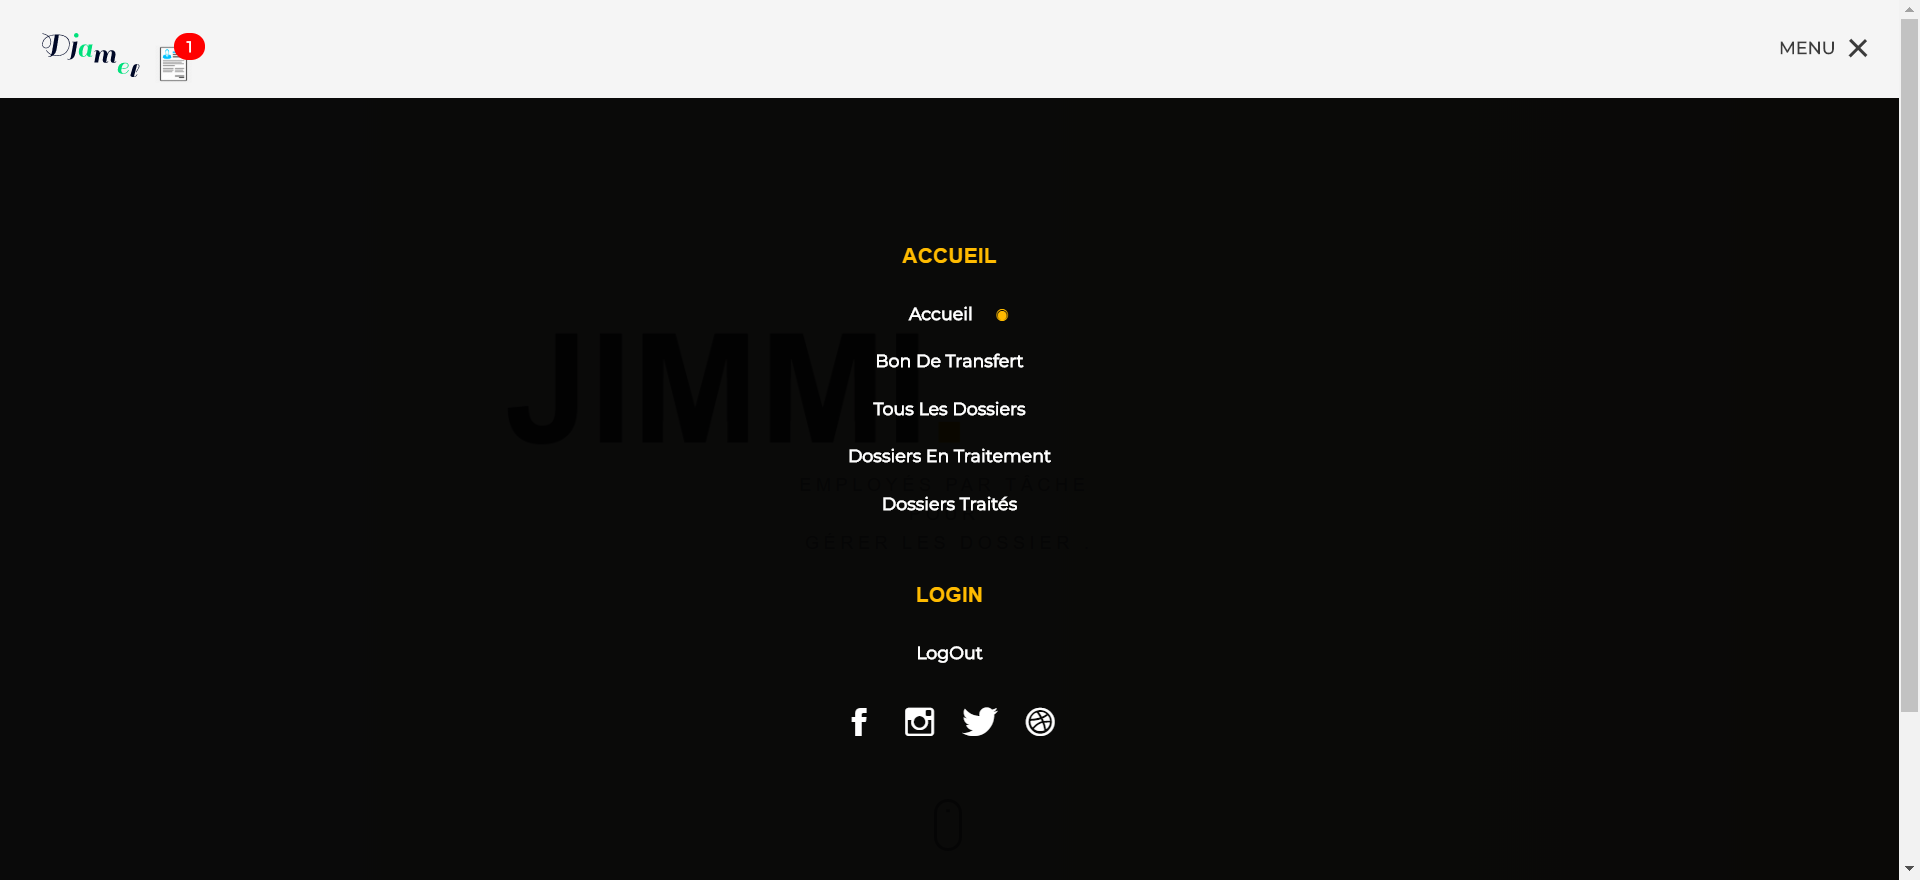 Djamel
1
MENU
ACCUEIL
Accueil
Bon De Transfert
JIMMI.
Tous Les Dossiers
Dossiers En Traitement
EMPLOYES PAR TACHE
Dossiers Traités
GERER LES DOSSIER
LOGIN
LogOut